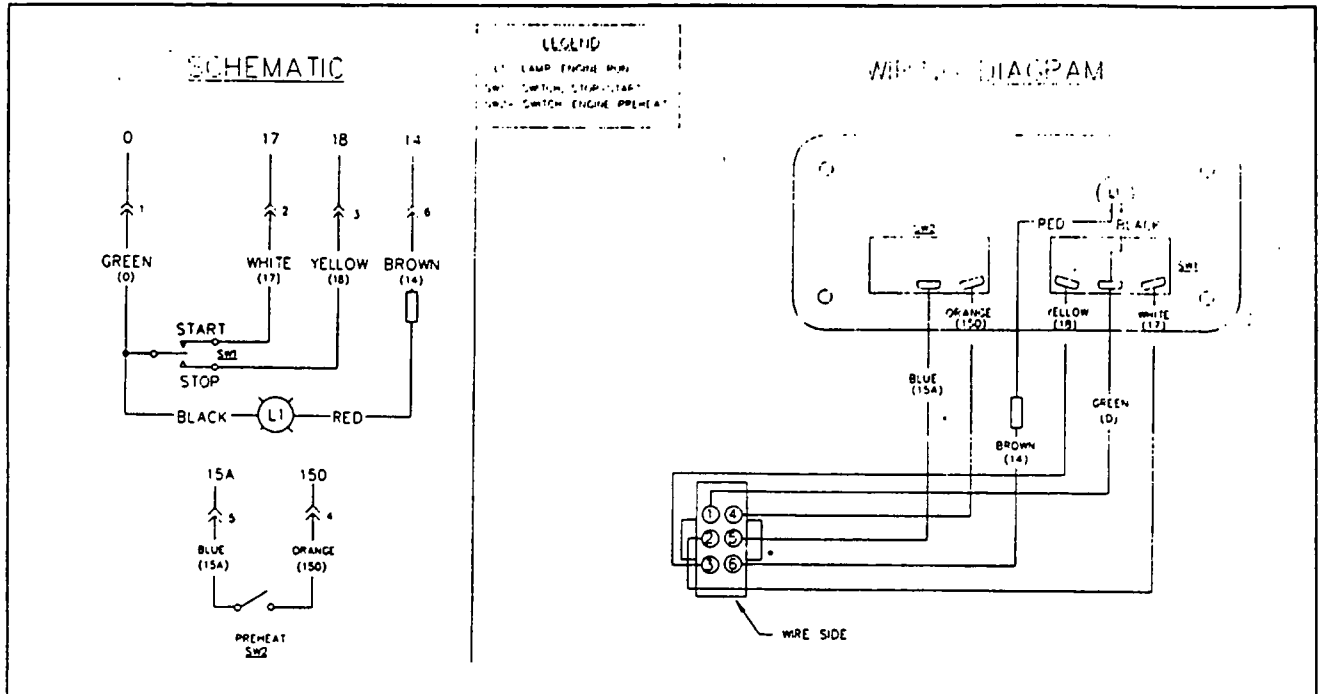 SCHEMATIC
LEGEND
L1 LAMP, ENGINE RUN
SW1- SWITCH, STOP-START
SW2- SWITCH ENGINE PREHEAT
DIAGRAM
0
17
18
14
1
2
3
6
GREEN
(0)
WHITE
(17)
YELLOW
(18)
BROWN
(14)
START
SW1
STOP
BLACK
L1
RED
15A
150
5
4
BLUE
(15A)
ORANGE
(150)
PREHEAT
SW2
L1
RED
BLACK
SW2
SW1
ORANGE
(150)
YELLOW
(18)
WHITE
(17)
BLUE
(15A)
GREEN
(0)
BROWN
(14)
1 4
2 5
3 6
WIRE SIDE